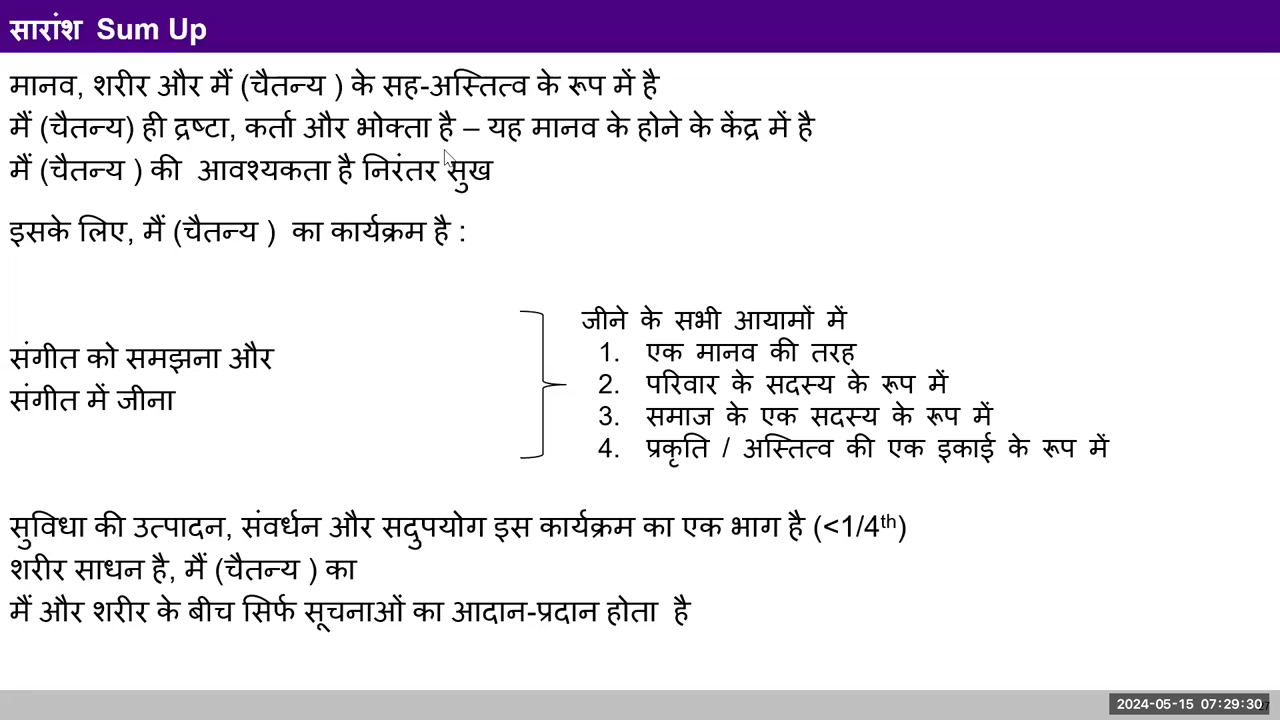 सारांश Sum Up
मानव, शरीर और मैं (चैतन्य ) के सह-अस्तित्व के रूप में है
मैं (चैतन्य) ही द्रष्टा, कर्ता और भोक्ता है – यह मानव के होने के केंद्र में है
मैं (चैतन्य ) की आवश्यकता है निरंतर सुख
इसके लिए, मैं (चैतन्य ) का कार्यक्रम है :
संगीत को समझना और
संगीत में जीना
जीने के सभी आयामों में
1. एक मानव की तरह
2. परिवार के सदस्य के रूप में
3. समाज के एक सदस्य के रूप में
4. प्रकृति / अस्तित्व की एक इकाई के रूप में
सुविधा की उत्पादन, संवर्धन और सदुपयोग इस कार्यक्रम का एक भाग है (<1/4th)
शरीर साधन है, मैं (चैतन्य ) का
मैं और शरीर के बीच सिर्फ सूचनाओं का आदान-प्रदान होता है
2024-05-15 07:29:30